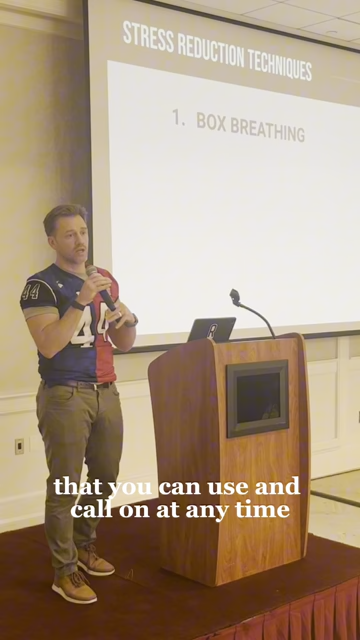 STRESS REDUCTION TECHNIQUES
1. BOX BREATHING
44
44
that you can use and
call on at any time